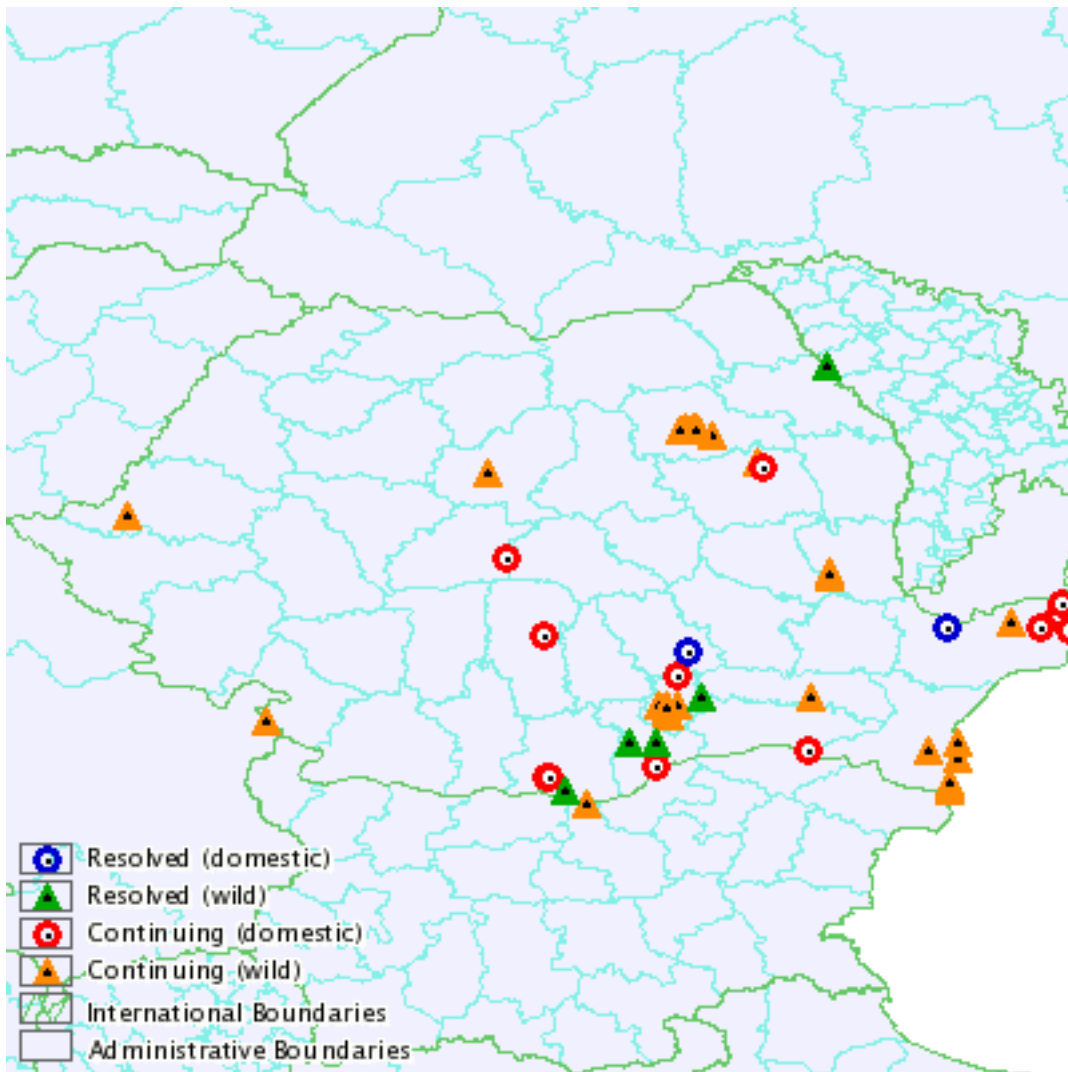 Resolved (domestic)
Resolved (wild)
Continuing (domestic)
Continuing (wild)
International Boundaries
Administrative Boundaries